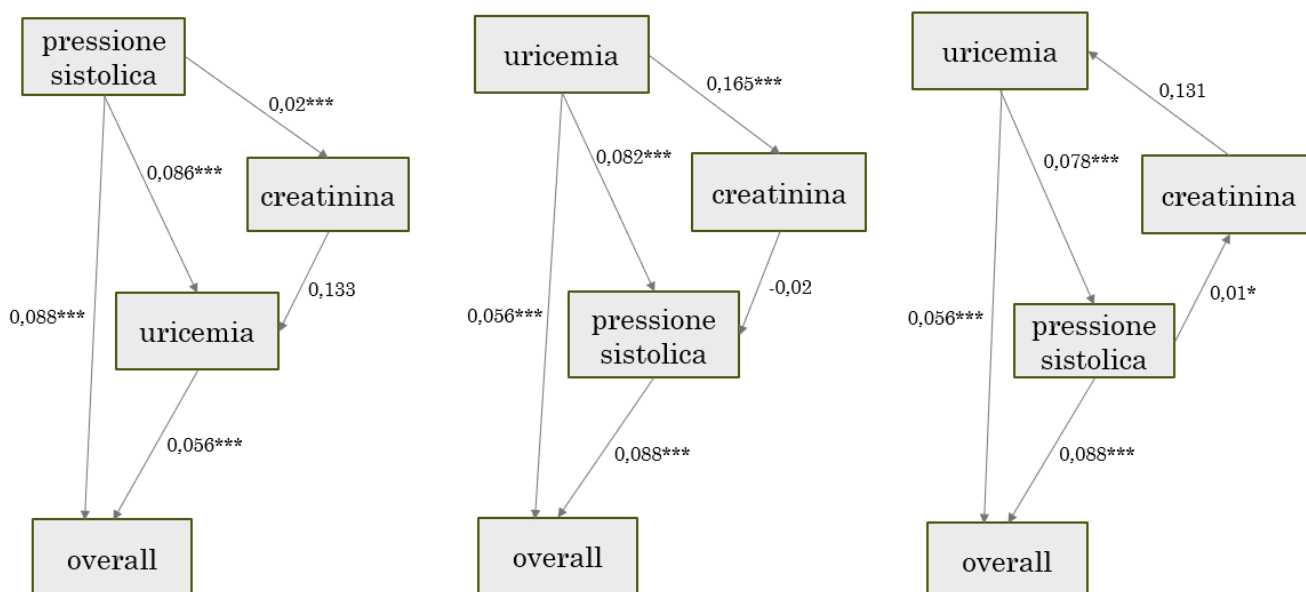 pressione
sistolica
0,02***
0,086***
creatinina
0,133
0,088***
uricemia
0,056***
overall
uricemia
0,165***
0,082***
creatinina
-0,02
0,056***
pressione
sistolica
0,088***
overall
uricemia
0,131
0,078***
creatinina
0,01*
0,056***
pressione
sistolica
0,088***
overall